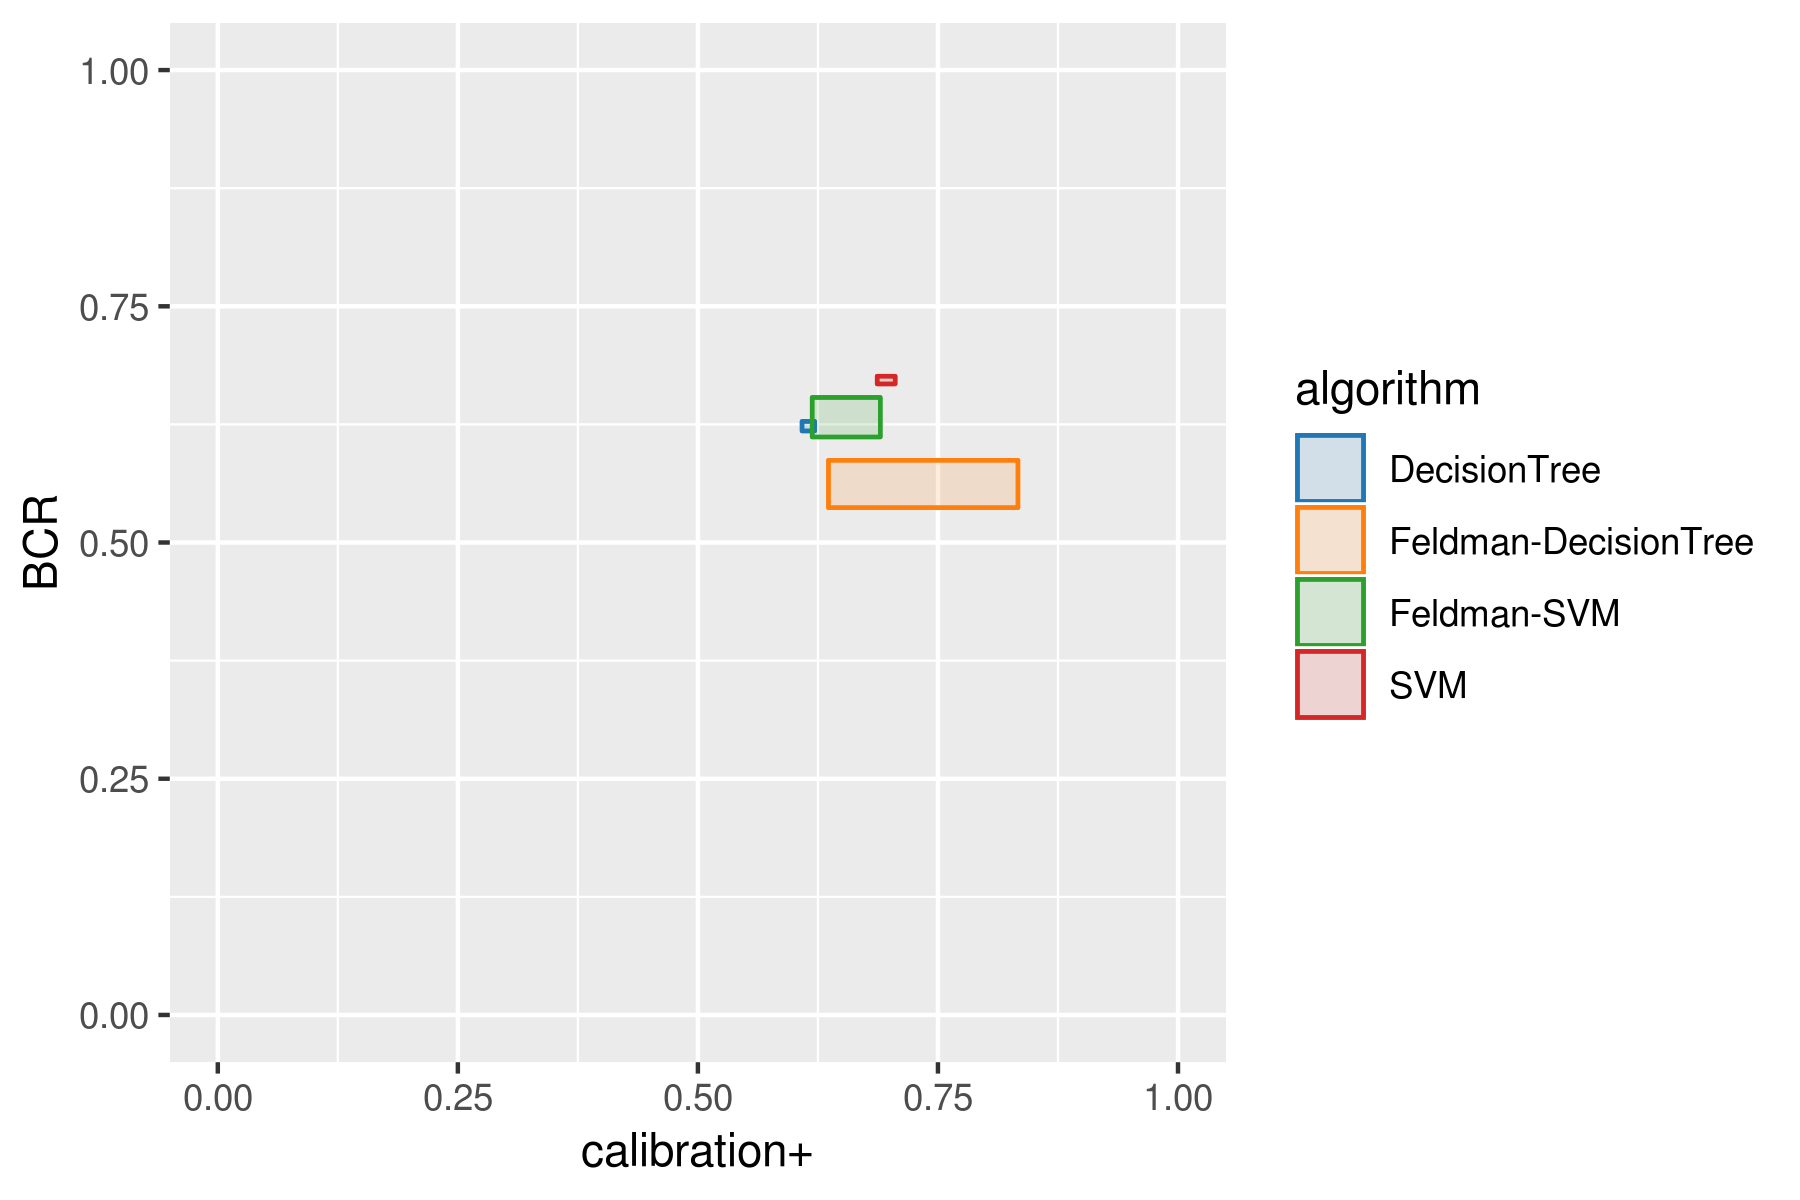 1.00
0.75
0.50
0.25
0.00
BCR
0.00 0.25 0.50 0.75 1.00
calibration+
algorithm
DecisionTree
Feldman-DecisionTree
Feldman-SVM
SVM